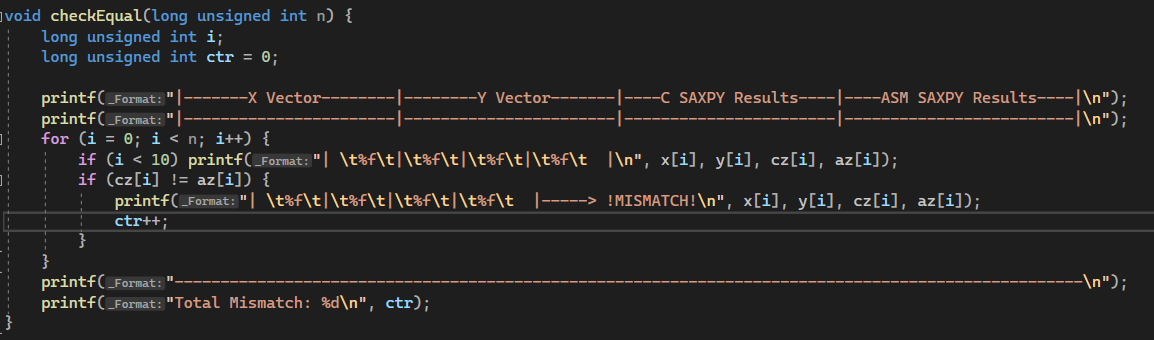 void checkEqual(long unsigned int n) {
    long unsigned int i;
    long unsigned int ctr = 0;

    printf(_Format:"|-------X Vector--------|--------Y Vector-------|----C SAXPY Results----|----ASM SAXPY Results----|\n");
    printf(_Format:"|-----------------------|-----------------------|-----------------------|-------------------------|\n");
    for (i = 0; i < n; i++) {
        if (i < 10) printf(_Format:"| \t%f\t|\t%f\t|\t%f\t|\t%f\t  |\n", x[i], y[i], cz[i], az[i]);
        if (cz[i] != az[i]) {
            printf(_Format:"| \t%f\t|\t%f\t|\t%f\t|\t%f\t  |-----> !MISMATCH!\n", x[i], y[i], cz[i], az[i]);
            ctr++;
        }
    }
    printf(_Format:"---------------------------------------------------------------------------------------------------\n");
    printf(_Format:"Total Mismatch: %d\n", ctr);
}